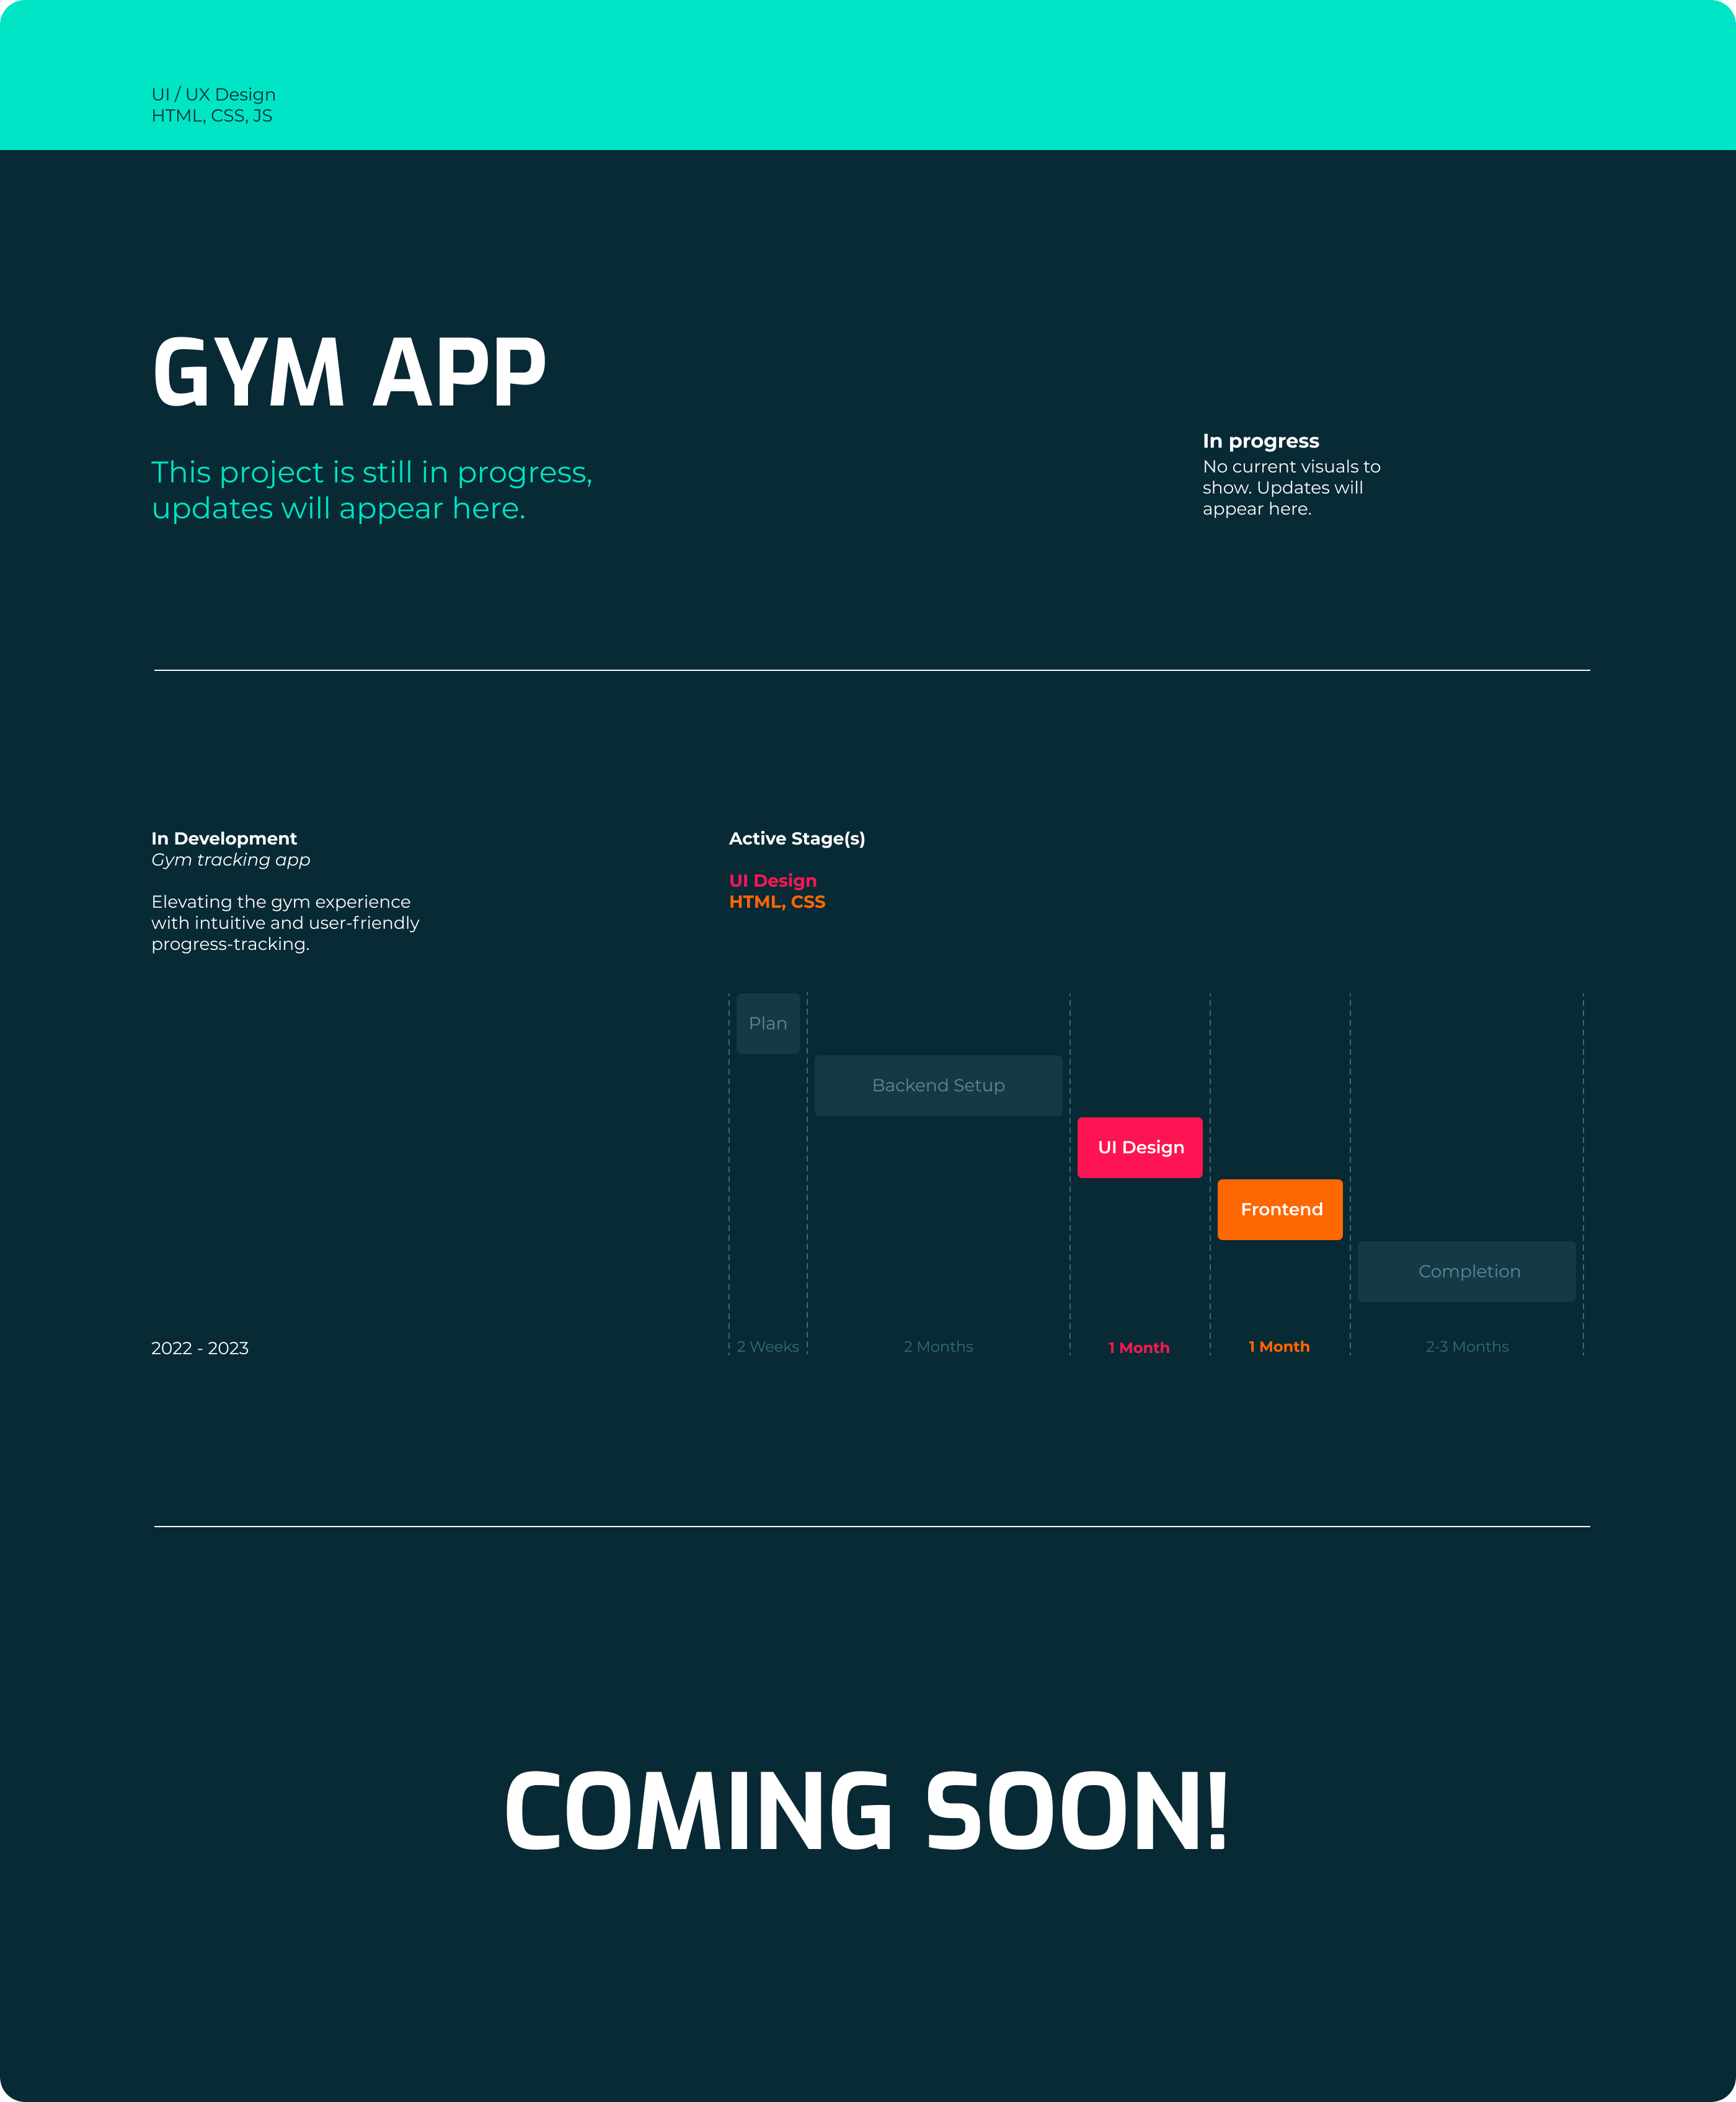 UI / UX Design
HTML, CSS, JS
GYM APP
This project is still in progress,
updates will appear here.
In progress
No current visuals to
show. Updates will
appear here.
In Development
Gym tracking app
Elevating the gym experience
with intuitive and user-friendly
progress-tracking.
2022 - 2023
Active Stage(s)
UI Design
HTML, CSS
Plan
Backend Setup
UI Design
Frontend
Completion
2 Weeks
2 Months
1 Month
1 Month
2-3 Months
COMING SOON!